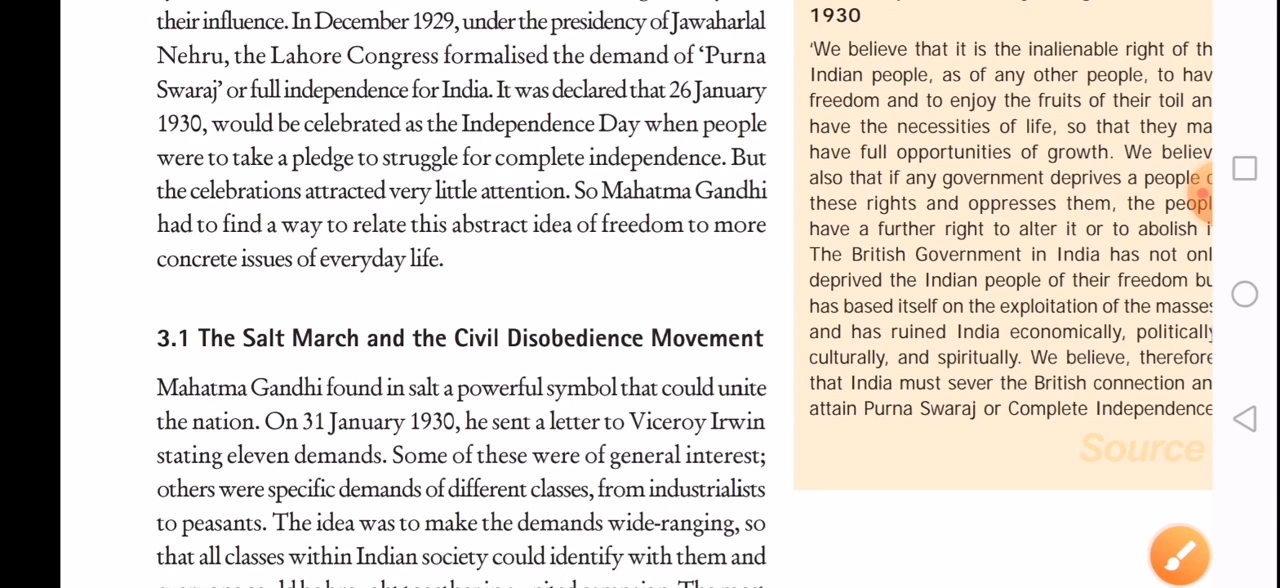 their influence. In December 1929, under the presidency of Jawaharlal
Nehru, the Lahore Congress formalised the demand of ‘Purna
Swaraj’ or full independence for India. It was declared that 26 January
1930, would be celebrated as the Independence Day when people
were to take a pledge to struggle for complete independence. But
the celebrations attracted very little attention. So Mahatma Gandhi
had to find a way to relate this abstract idea of freedom to more
concrete issues of everyday life.
3.1 The Salt March and the Civil Disobedience Movement
Mahatma Gandhi found in salt a powerful symbol that could unite
the nation. On 31 January 1930, he sent a letter to Viceroy Irwin
stating eleven demands. Some of these were of general interest;
others were specific demands of different classes, from industrialists
to peasants. The idea was to make the demands wide-ranging, so
that all classes within Indian society could identify with them and
1930
‘We believe that it is the inalienable right of th
Indian people, as of any other people, to hav
freedom and to enjoy the fruits of their toil an
have the necessities of life, so that they ma
have full opportunities of growth. We believ
also that if any government deprives a people
these rights and oppresses them, the peopl
have a further right to alter it or to abolish i
The British Government in India has not onl
deprived the Indian people of their freedom bu
has based itself on the exploitation of the masses
and has ruined India economically, politically
culturally, and spiritually. We believe, therefore
that India must sever the British connection an
attain Purna Swaraj or Complete Independence
Source